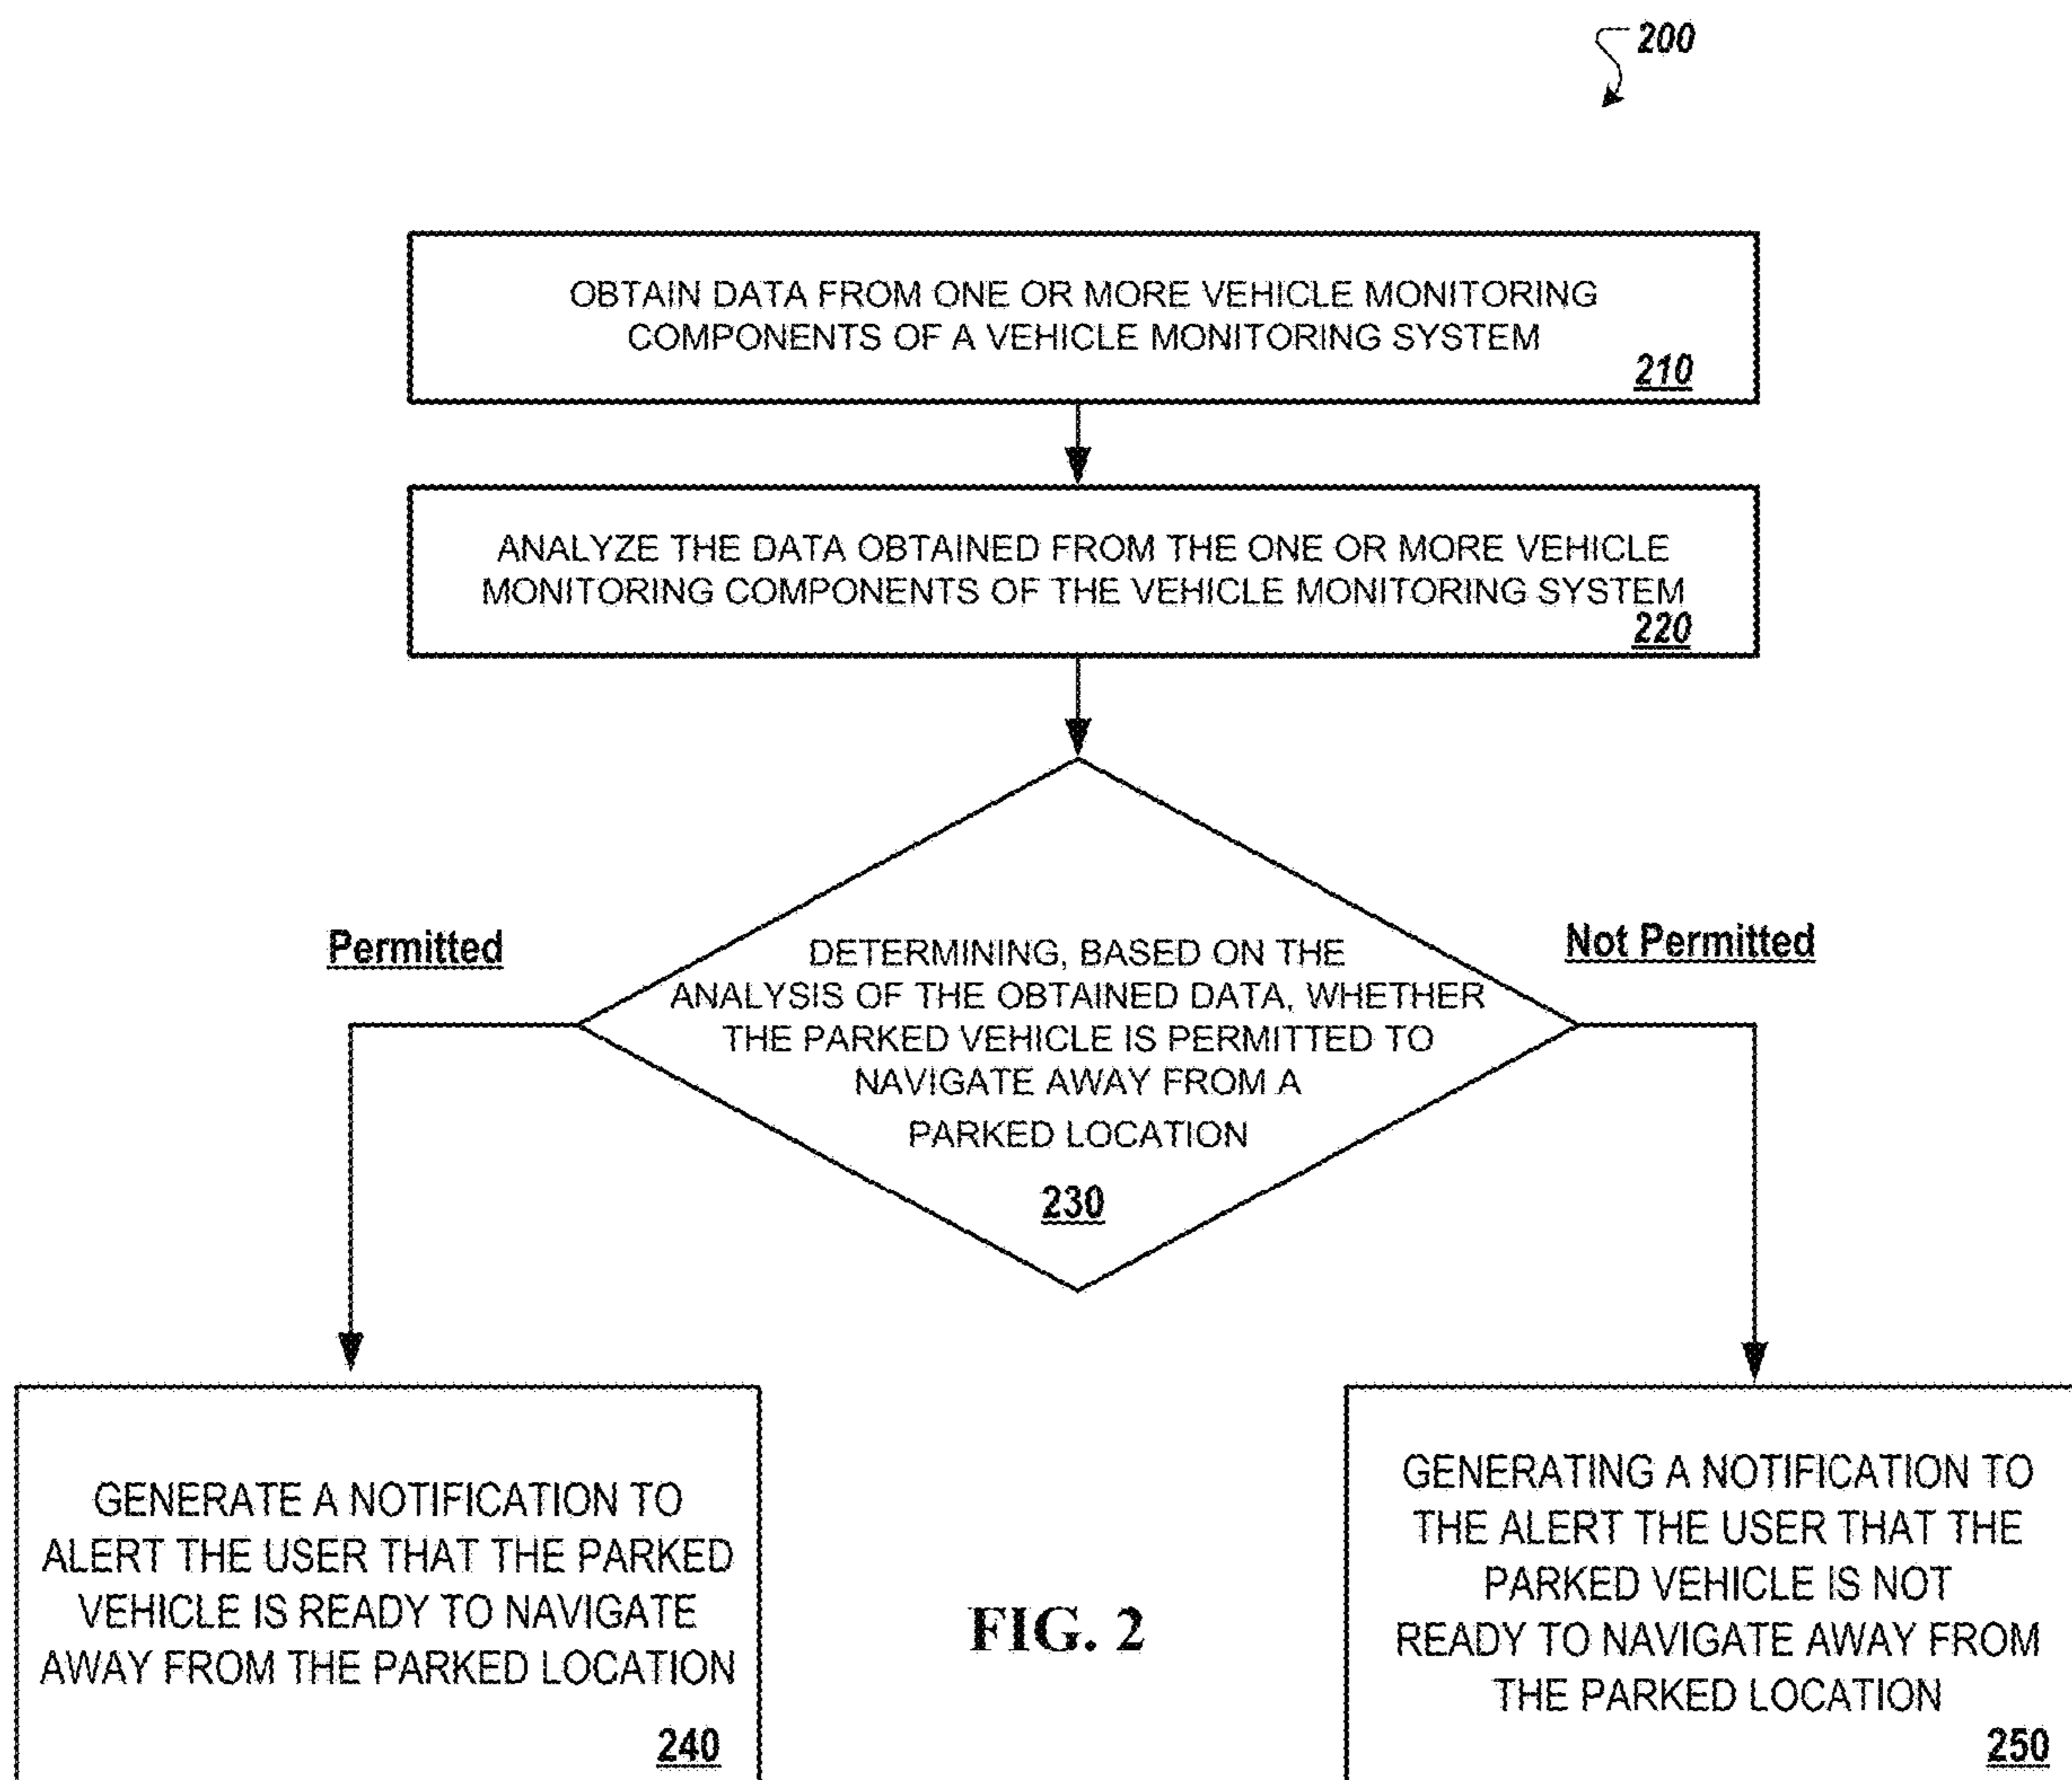 200
OBTAIN DATA FROM ONE OR MORE VEHICLE MONITORING
COMPONENTS OF A VEHICLE MONITORING SYSTEM
210
ANALYZE THE DATA OBTAINED FROM THE ONE OR MORE VEHICLE
MONITORING COMPONENTS OF THE VEHICLE MONITORING SYSTEM
220
Permitted
Not Permitted
DETERMINING, BASED ON THE
ANALYSIS OF THE OBTAINED DATA, WHETHER
THE PARKED VEHICLE IS PERMITTED TO
NAVIGATE AWAY FROM A
PARKED LOCATION
230
GENERATE A NOTIFICATION TO
ALERT THE USER THAT THE PARKED
VEHICLE IS READY TO NAVIGATE
AWAY FROM THE PARKED LOCATION
240
FIG. 2
GENERATING A NOTIFICATION TO
THE ALERT THE USER THAT THE
PARKED VEHICLE IS NOT
READY TO NAVIGATE AWAY FROM
THE PARKED LOCATION
250